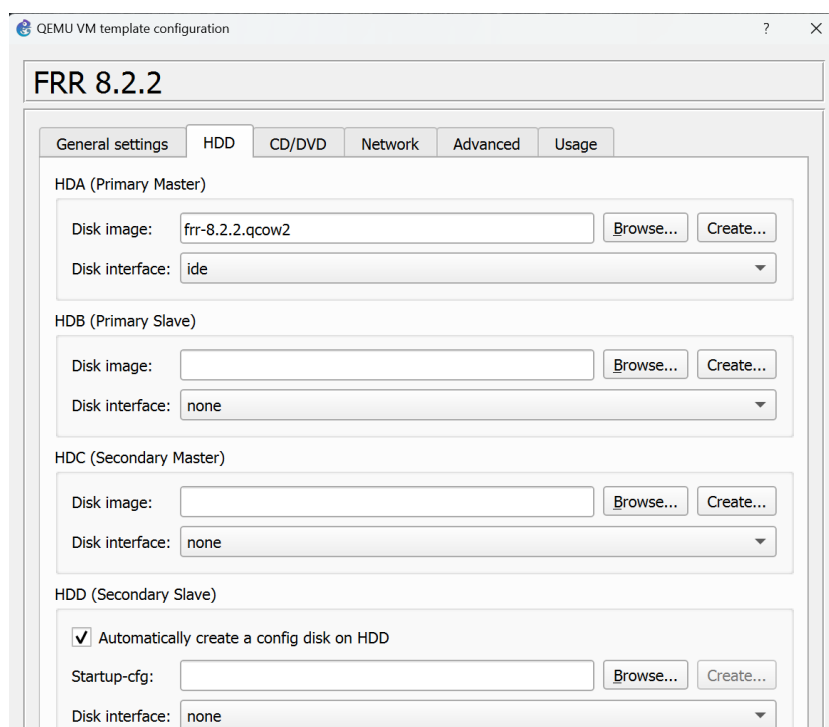 QEMU VM template configuration ?
FRR 8.2.2
General settings HDD CD/DVD Network Advanced Usage
HDA (Primary Master)
Disk image: frr-8.2.2.qcow2 Browse... Create...
Disk interface: ide
HDB (Primary Slave)
Disk image: Browse... Create...
Disk interface: none
HDC (Secondary Master)
Disk image: Browse... Create...
Disk interface: none
HDD (Secondary Slave)
Automatically create a config disk on HDD
Startup-cfg: Browse... Create...
Disk interface: none